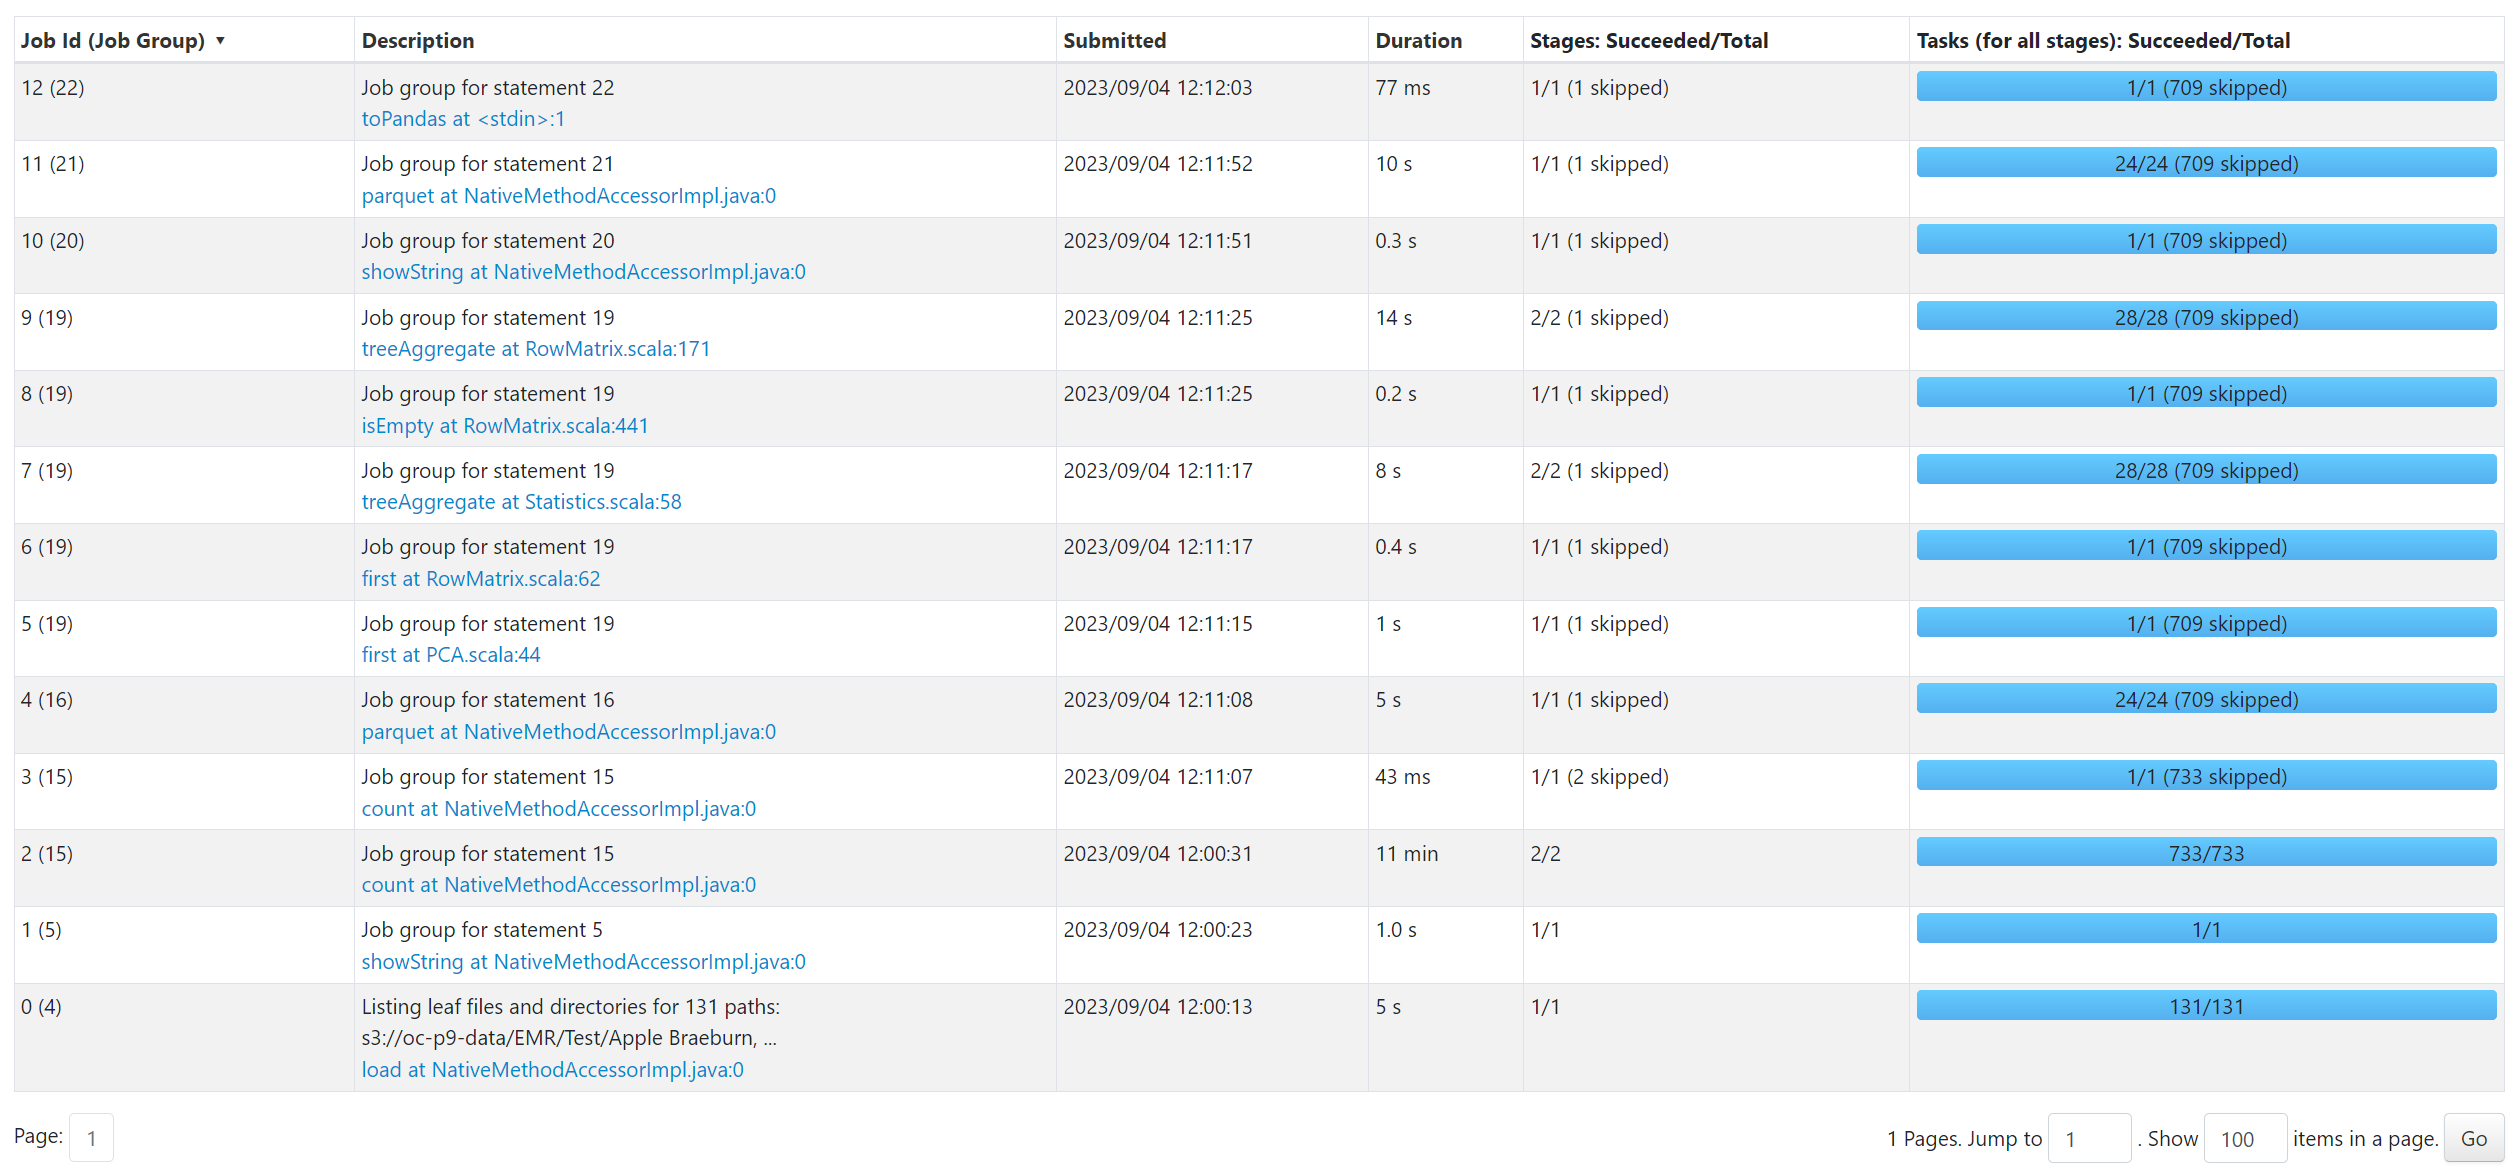 Job Id (Job Group) ▾ Description Submitted Duration Stages: Succeeded/Total Tasks (for all stages): Succeeded/Total
12 (22) Job group for statement 22 2023/09/04 12:12:03 77 ms 1/1 (1 skipped) 1/1 (709 skipped)
toPandas at <stdin>:1
11 (21) Job group for statement 21 2023/09/04 12:11:52 10 s 1/1 (1 skipped) 24/24 (709 skipped)
parquet at NativeMethodAccessorImpl.java:0
10 (20) Job group for statement 20 2023/09/04 12:11:51 0.3 s 1/1 (1 skipped) 1/1 (709 skipped)
showString at NativeMethodAccessorImpl.java:0
9 (19) Job group for statement 19 2023/09/04 12:11:25 14 s 2/2 (1 skipped) 28/28 (709 skipped)
treeAggregate at RowMatrix.scala:171
8 (19) Job group for statement 19 2023/09/04 12:11:25 0.2 s 1/1 (1 skipped) 1/1 (709 skipped)
isEmpty at RowMatrix.scala:441
7 (19) Job group for statement 19 2023/09/04 12:11:17 8 s 2/2 (1 skipped) 28/28 (709 skipped)
treeAggregate at Statistics.scala:58
6 (19) Job group for statement 19 2023/09/04 12:11:17 0.4 s 1/1 (1 skipped) 1/1 (709 skipped)
first at RowMatrix.scala:62
5 (19) Job group for statement 19 2023/09/04 12:11:15 1 s 1/1 (1 skipped) 1/1 (709 skipped)
first at PCA.scala:44
4 (16) Job group for statement 16 2023/09/04 12:11:08 5 s 1/1 (1 skipped) 24/24 (709 skipped)
parquet at NativeMethodAccessorImpl.java:0
3 (15) Job group for statement 15 2023/09/04 12:11:07 43 ms 1/1 (2 skipped) 1/1 (733 skipped)
count at NativeMethodAccessorImpl.java:0
2 (15) Job group for statement 15 2023/09/04 12:00:31 11 min 2/2 733/733
count at NativeMethodAccessorImpl.java:0
1 (5) Job group for statement 5 2023/09/04 12:00:23 1.0 s 1/1 1/1
showString at NativeMethodAccessorImpl.java:0
0 (4) Listing leaf files and directories for 131 paths: 2023/09/04 12:00:13 5 s 1/1 131/131
s3://oc-p9-data/EMR/Test/Apple Braeburn, ...
load at NativeMethodAccessorImpl.java:0
Page: 1 1 Pages. Jump to 1 . Show 100 items in a page. Go